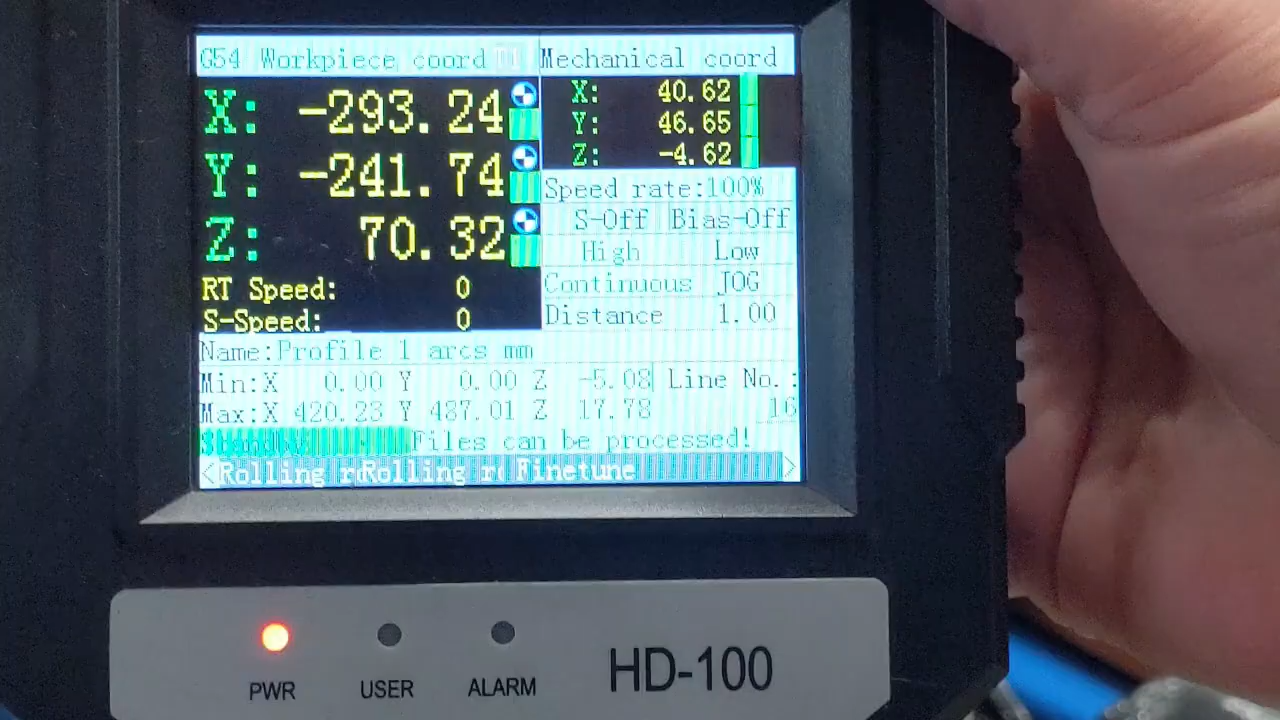 G54 Workpiece coord
Mechanical coord
X: -293.24
Y: -241.74
Z: 70.32
RT Speed: 0
S-Speed: 0
X: 40.62
Y: 46.65
Z: -4.62
Speed rate:100%
S-Off Bias-Off
High Low
Continuous JOG
Distance 1.00
Name:Profile 1 arcs mm
Min:X 0.00 Y 0.00 Z -5.08 Line No.:
Max:X 420.23 Y 487.01 Z 17.78 16
Files can be processed!
<Rolling r Rolling r Finetune >
PWR USER ALARM
HD-100